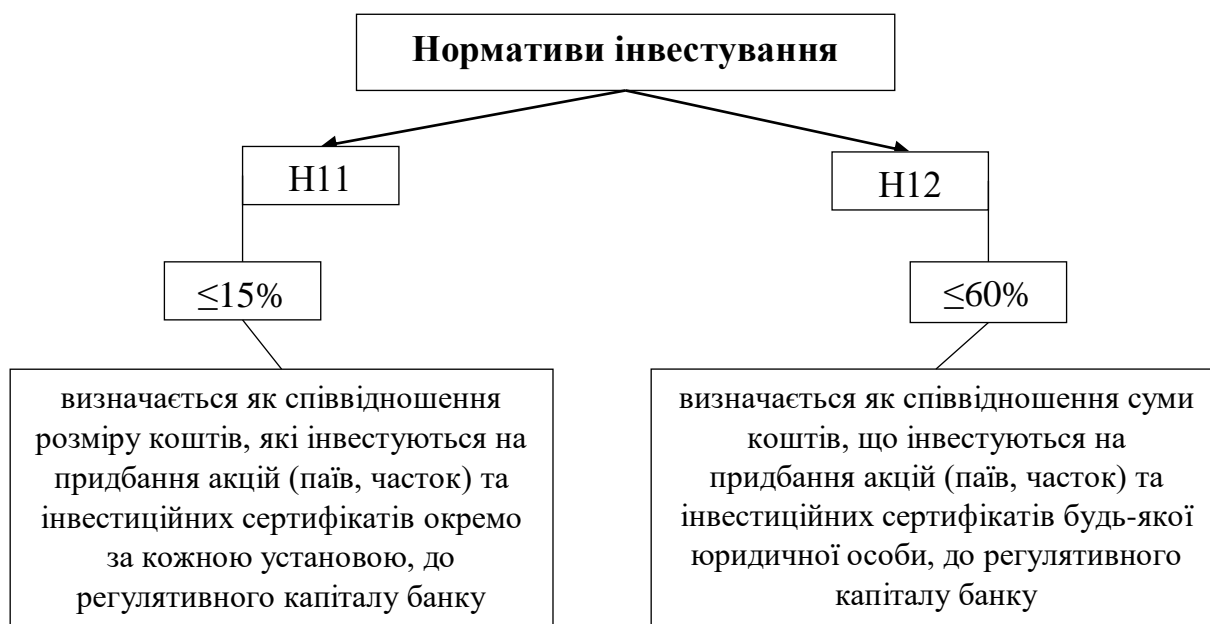 Нормативи інвестування
Н11
Н12
≤15%
≤60%
визначається як співвідношення
розміру коштів, які інвестуються на
придбання акцій (паїв, часток) та
інвестиційних сертифікатів окремо
за кожною установою, до
регулятивного капіталу банку
визначається як співвідношення суми
коштів, що інвестуються на
придбання акцій (паїв, часток) та
інвестиційних сертифікатів будь-якої
юридичної особи, до регулятивного
капіталу банку